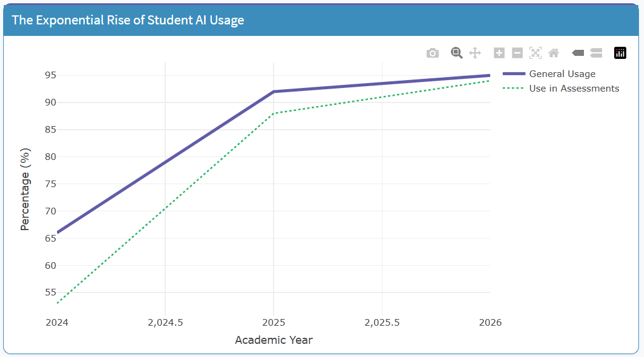 The Exponential Rise of Student AI Usage
95
90
85
80
75
70
65
60
55
Percentage (%)
General Usage
Use in Assessments
2024 2,024.5 2025 2,025.5 2026
Academic Year